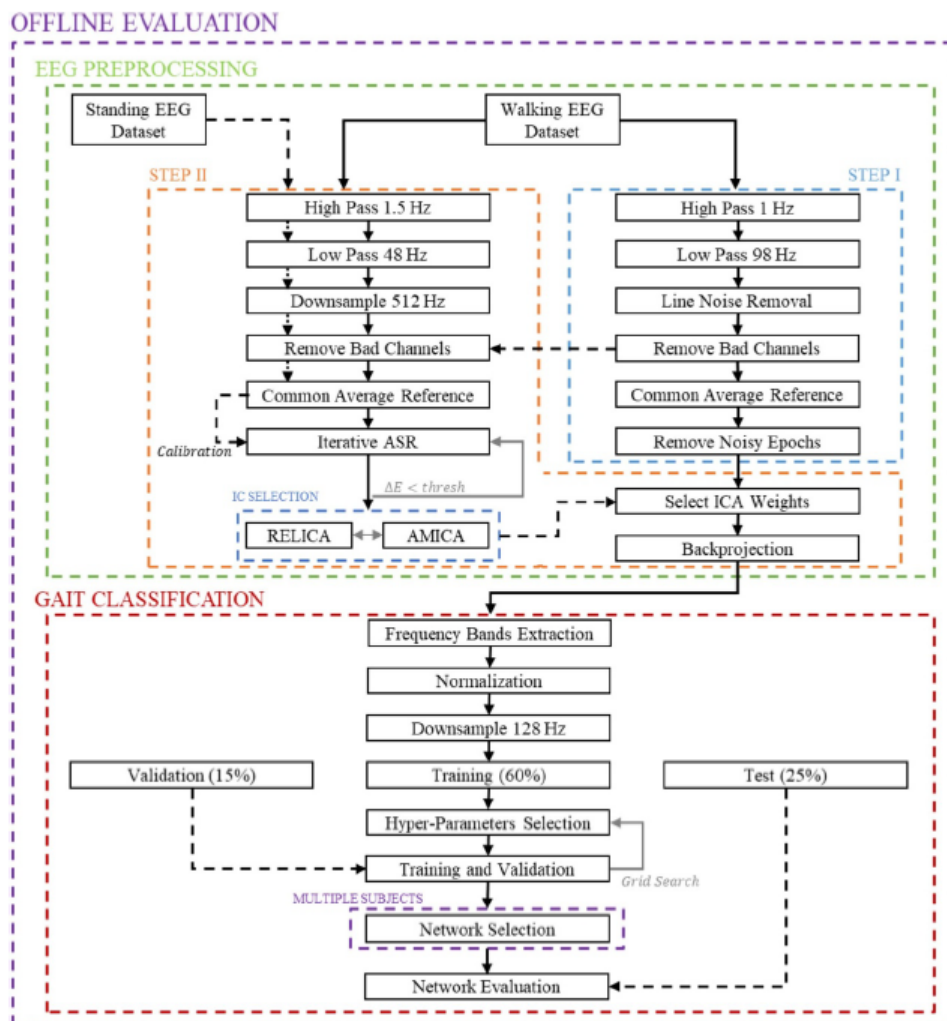 OFFLINE EVALUATION
EEG PREPROCESSING
Standing EEG
Dataset
Walking EEG
Dataset
STEP II
STEP I
High Pass 1.5 Hz
High Pass 1 Hz
Low Pass 48 Hz
Low Pass 98 Hz
Downsample 512 Hz
Line Noise Removal
Remove Bad Channels
Remove Bad Channels
Common Average Reference
Common Average Reference
Calibration
Iterative ASR
Remove Noisy Epochs
ΔE < thresh
IC SELECTION
Select ICA Weights
RELICA
AMICA
Backprojection
GAIT CLASSIFICATION
Frequency Bands Extraction
Normalization
Downsample 128 Hz
Validation (15%)
Training (60%)
Test (25%)
Hyper-Parameters Selection
Training and Validation
Grid Search
MULTIPLE SUBJECTS
Network Selection
Network Evaluation